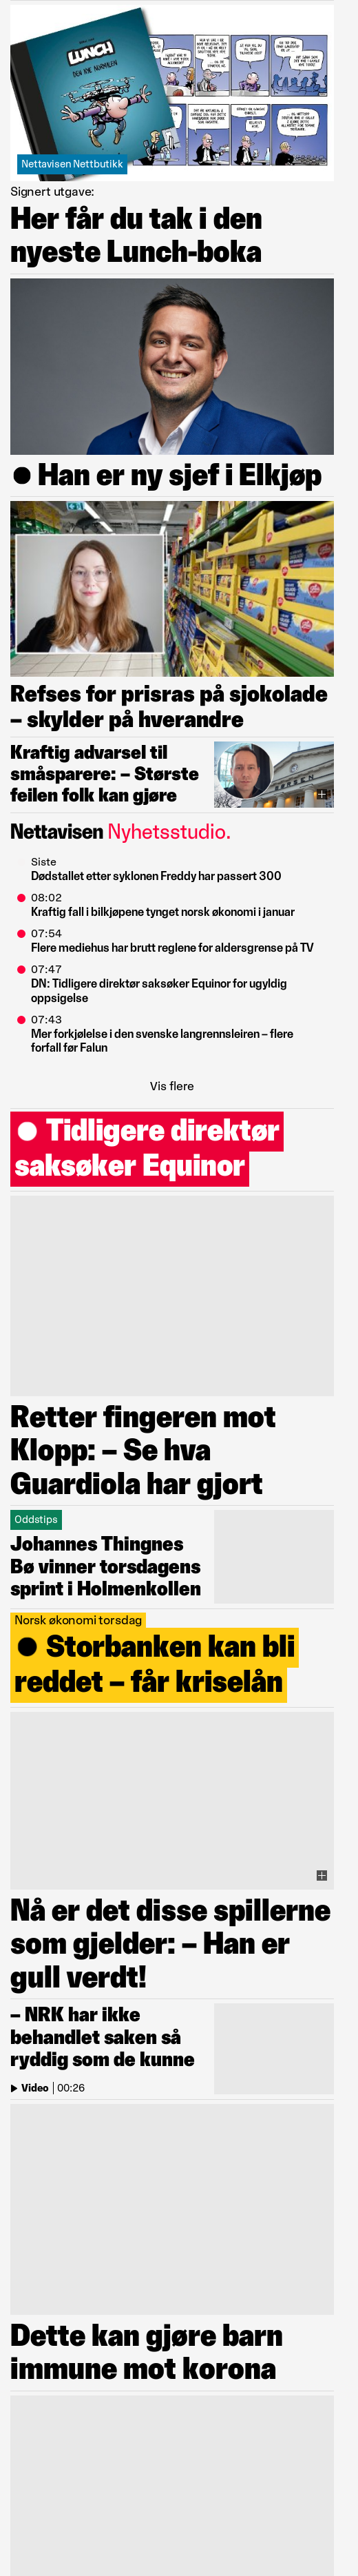 LUNCH
DEN NYE NORMALEN
Nettavisen Nettbutikk
Signert utgave:
Her får du tak i den
nyeste Lunch-boka
Han er ny sjef i Elkjøp
Refses for prisras på sjokolade
– skylder på hverandre
Kraftig advarsel til
småsparere: – Største
feilen folk kan gjøre
Nettavisen Nyhetsstudio.
Siste
Dødstallet etter syklonen Freddy har passert 300
08:02
Kraftig fall i bilkjøpene tynget norsk økonomi i januar
07:54
Flere mediehus har brutt reglene for aldersgrense på TV
07:47
DN: Tidligere direktør saksøker Equinor for ugyldig
oppsigelse
07:43
Mer forkjølelse i den svenske langrennsleiren – flere
forfall før Falun
Vis flere
Tidligere direktør
saksøker Equinor
Retter fingeren mot
Klopp: – Se hva
Guardiola har gjort
Oddstips
Johannes Thingnes
Bø vinner torsdagens
sprint i Holmenkollen
Norsk økonomi torsdag
Storbanken kan bli
reddet – får kriselån
Nå er det disse spillerne
som gjelder: – Han er
gull verdt!
– NRK har ikke
behandlet saken så
ryddig som de kunne
Video 00:26
Dette kan gjøre barn
immune mot korona